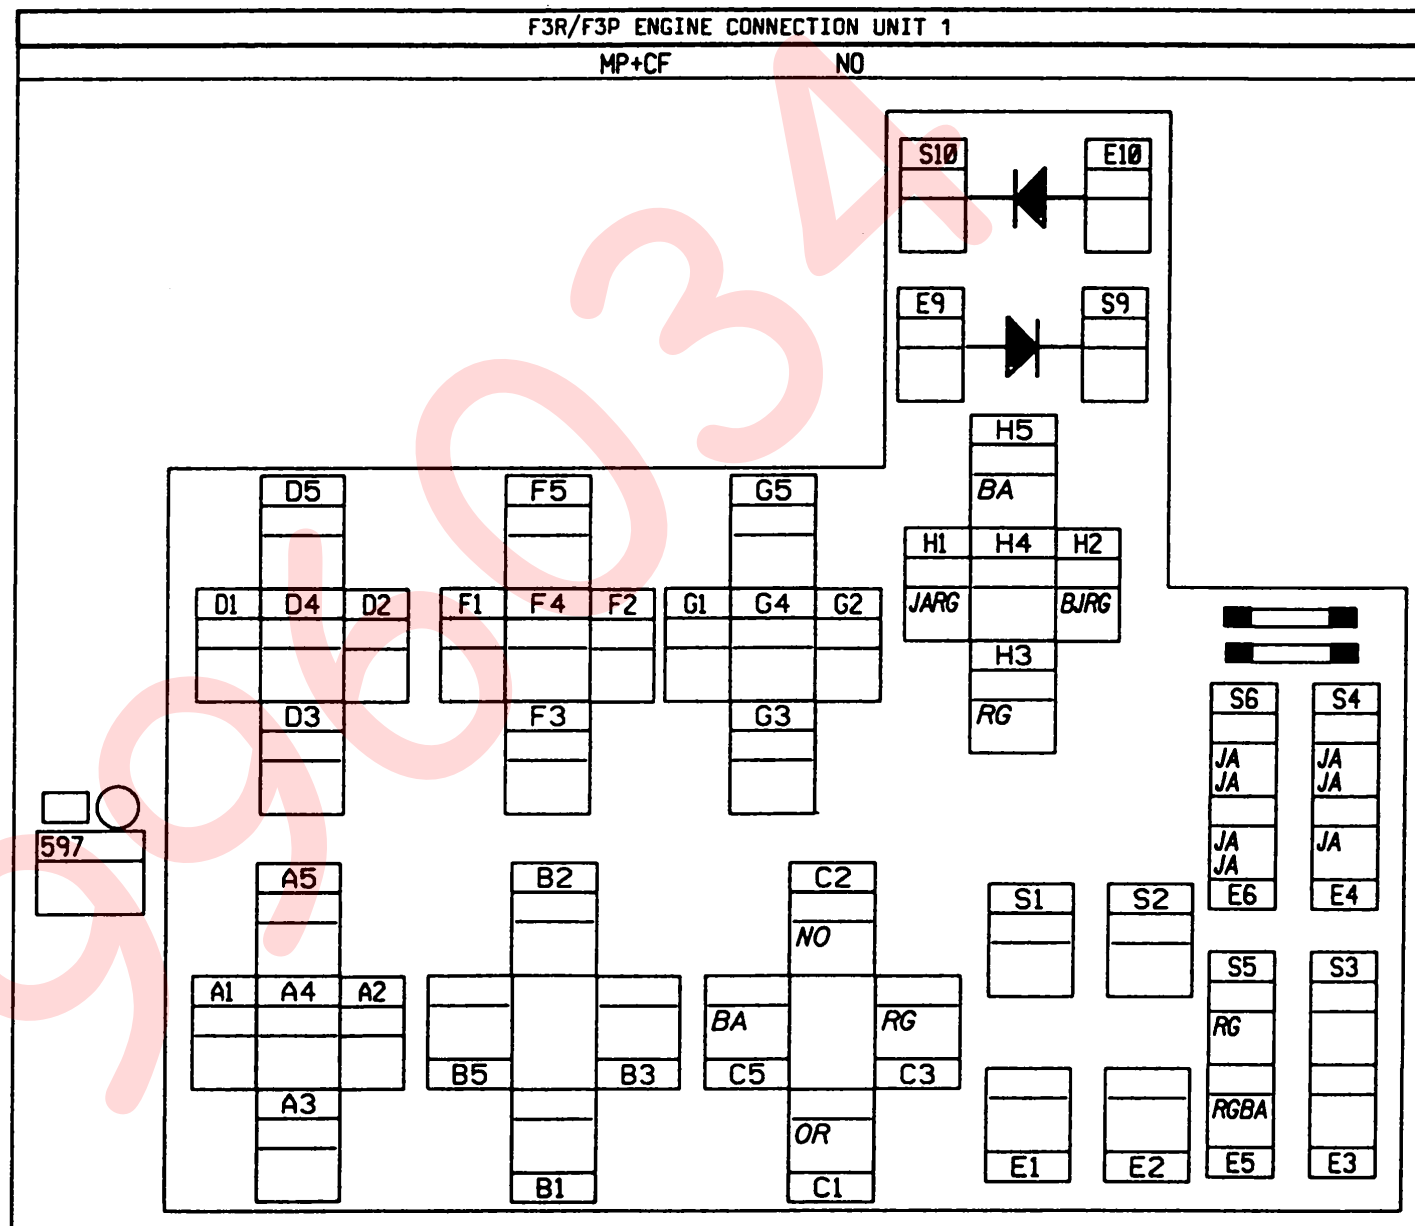 F3R/F3P ENGINE CONNECTION UNIT 1
MP+CF NO
S10 E10
E9 S9
H5
BA
H1 H4 H2
JARG BJRG
H3
RG
D5 F5 G5
D1 D4 D2 F1 F4 F2 G1 G4 G2
D3 F3 G3
S6 S4
JA JA
JA JA
JA JA
JA
E6 E4
597
A5 B2 C2
NO
S1 S2
A1 A4 A2
BA RG
B5 B3 C5 C3
A3
OR
B1 C1
S5 S3
RG
RGBA
E1 E2 E5 E3
996034